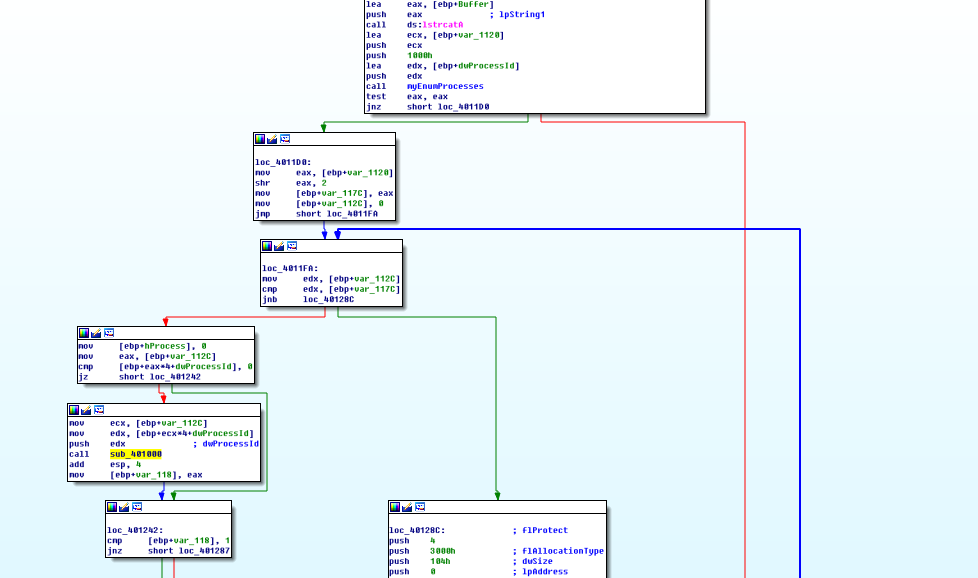 lea eax, [ebp+Buffer]
push eax ; lpString1
call ds:lstrcatA
lea ecx, [ebp+var_1120]
push ecx
push 1000h
lea edx, [ebp+dwProcessId]
push edx
call myEnumProcesses
test eax, eax
jnz short loc_4011D0
loc_4011D0:
mov eax, [ebp+var_1120]
shr eax, 2
mov [ebp+var_117C], eax
mov [ebp+var_112C], 0
jmp short loc_4011FA
loc_4011FA:
mov edx, [ebp+var_112C]
cmp edx, [ebp+var_117C]
jnb loc_40128C
mov [ebp+hProcess], 0
mov eax, [ebp+var_112C]
cmp [ebp+eax*4+dwProcessId], 0
jz short loc_401242
mov ecx, [ebp+var_112C]
mov edx, [ebp+ecx*4+dwProcessId]
push edx ; dwProcessId
call sub_401000
add esp, 4
mov [ebp+var_118], eax
loc_401242:
cmp [ebp+var_118], 1
jnz short loc_401287
loc_40128C: ; flProtect
push 4
push 3000h ; flAllocationType
push 104h ; dwSize
push 0 ; lpAddress